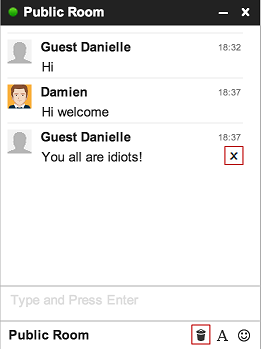 Public Room
Guest Danielle 18:32
Hi
Damien 18:37
Hi welcome
Guest Danielle 18:37
You all are idiots!
Type and Press Enter
Public Room A